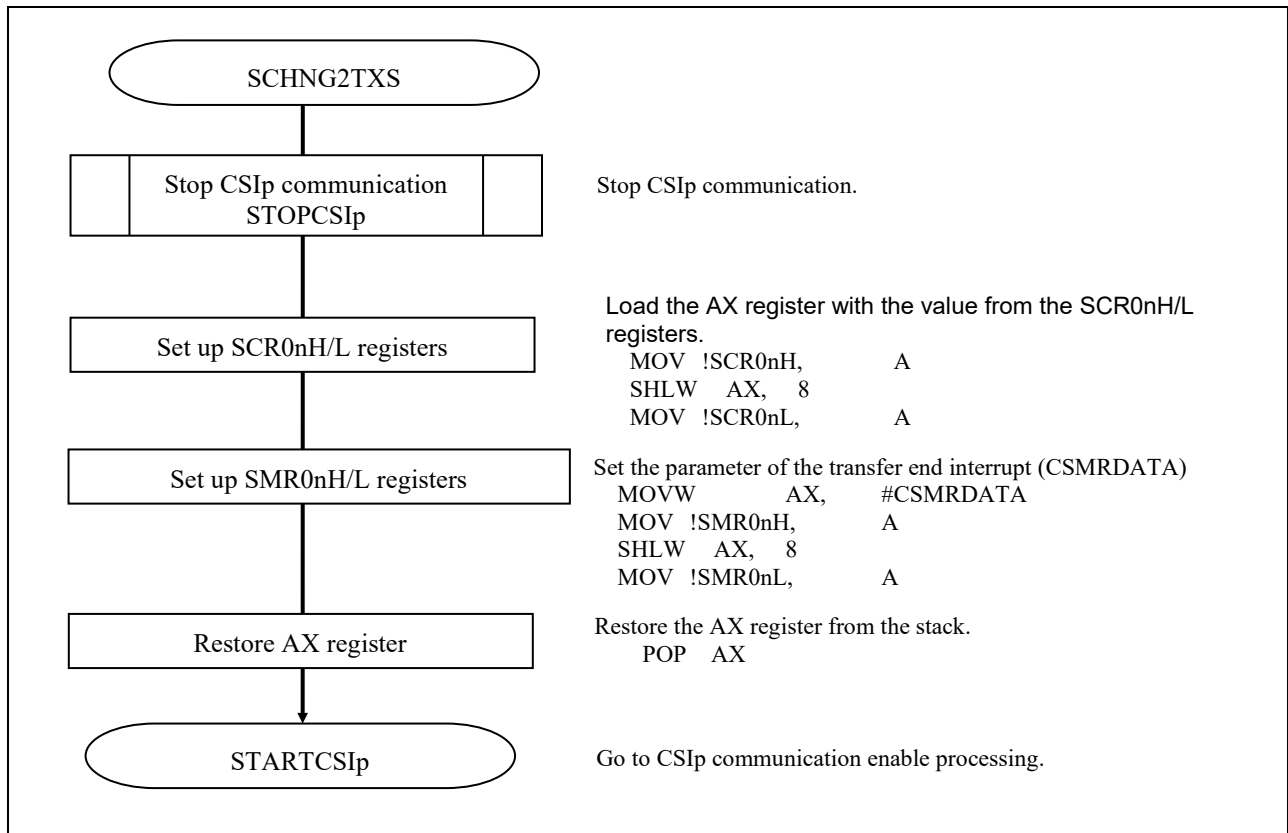 SCHNG2TXS
Stop CSIp communication
STOPCSIp
Stop CSIp communication.
Set up SCR0nH/L registers
Load the AX register with the value from the SCR0nH/L
registers.
MOV !SCR0nH, A
SHLW AX, 8
MOV !SCR0nL, A
Set up SMR0nH/L registers
Set the parameter of the transfer end interrupt (CSMRDATA)
MOVW AX, #CSMRDATA
MOV !SMR0nH, A
SHLW AX, 8
MOV !SMR0nL, A
Restore AX register
Restore the AX register from the stack.
POP AX
STARTCSIp
Go to CSIp communication enable processing.